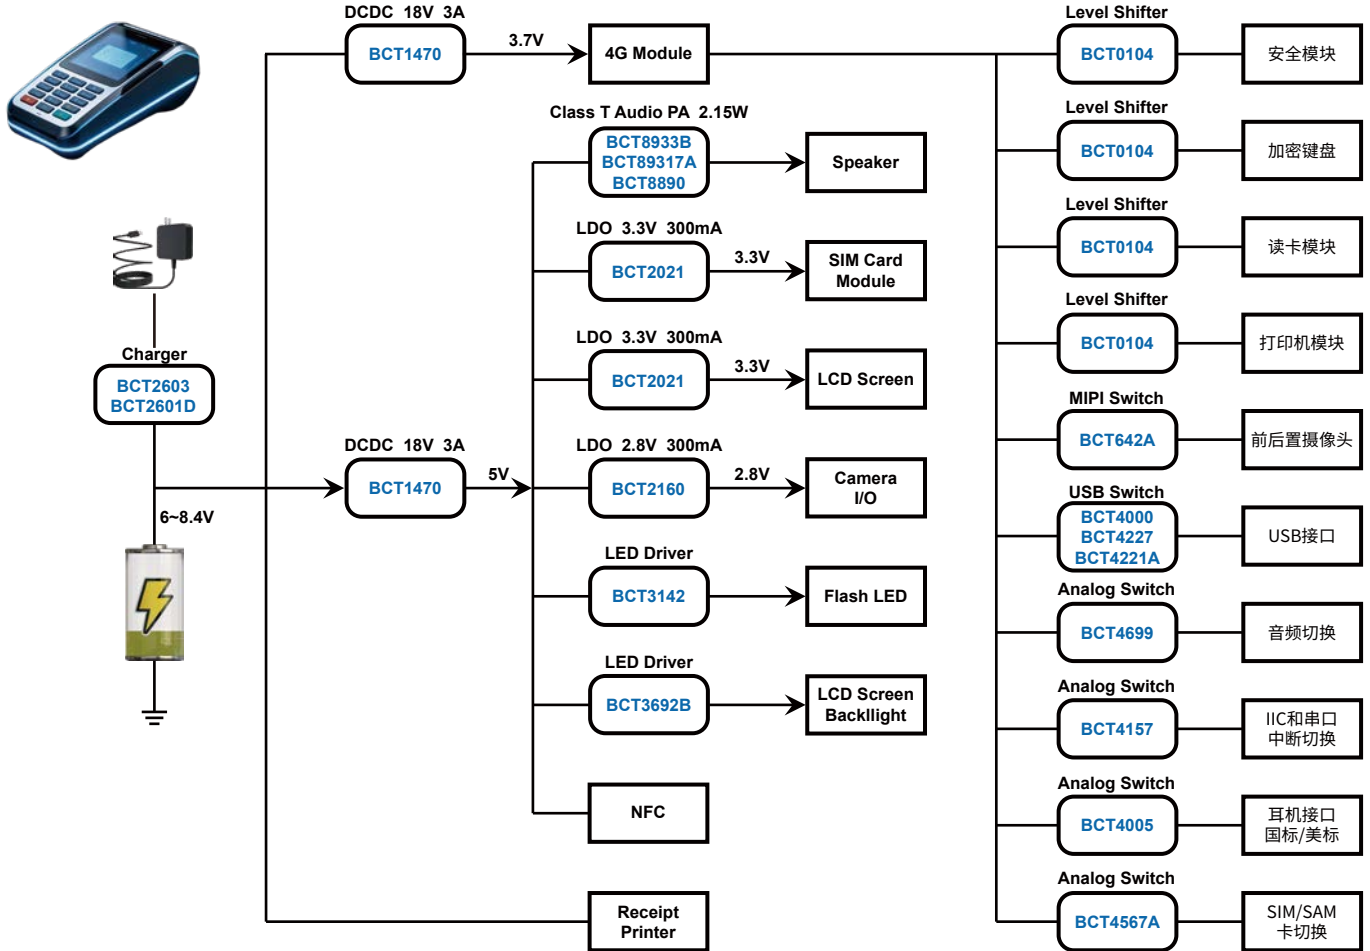 DCDC 18V 3A
BCT1470
3.7V
4G Module
Class T Audio PA 2.15W
BCT8933B
BCT89317A
BCT8890
Speaker
LDO 3.3V 300mA
BCT2021
3.3V
SIM Card
Module
LDO 3.3V 300mA
BCT2021
3.3V
LCD Screen
Charger
BCT2603
BCT2601D
6~8.4V
DCDC 18V 3A
BCT1470
5V
LDO 2.8V 300mA
BCT2160
2.8V
Camera
I/O
LED Driver
BCT3142
Flash LED
LED Driver
BCT3692B
LCD Screen
Backllight
NFC
Receipt
Printer
Level Shifter
BCT0104
安全模块
Level Shifter
BCT0104
加密键盘
Level Shifter
BCT0104
读卡模块
Level Shifter
BCT0104
打印机模块
MIPI Switch
BCT642A
前后置摄像头
USB Switch
BCT4000
BCT4227
BCT4221A
USB接口
Analog Switch
BCT4699
音频切换
Analog Switch
BCT4157
IIC和串口
中断切换
Analog Switch
BCT4005
耳机接口
国标/美标
Analog Switch
BCT4567A
SIM/SAM
卡切换